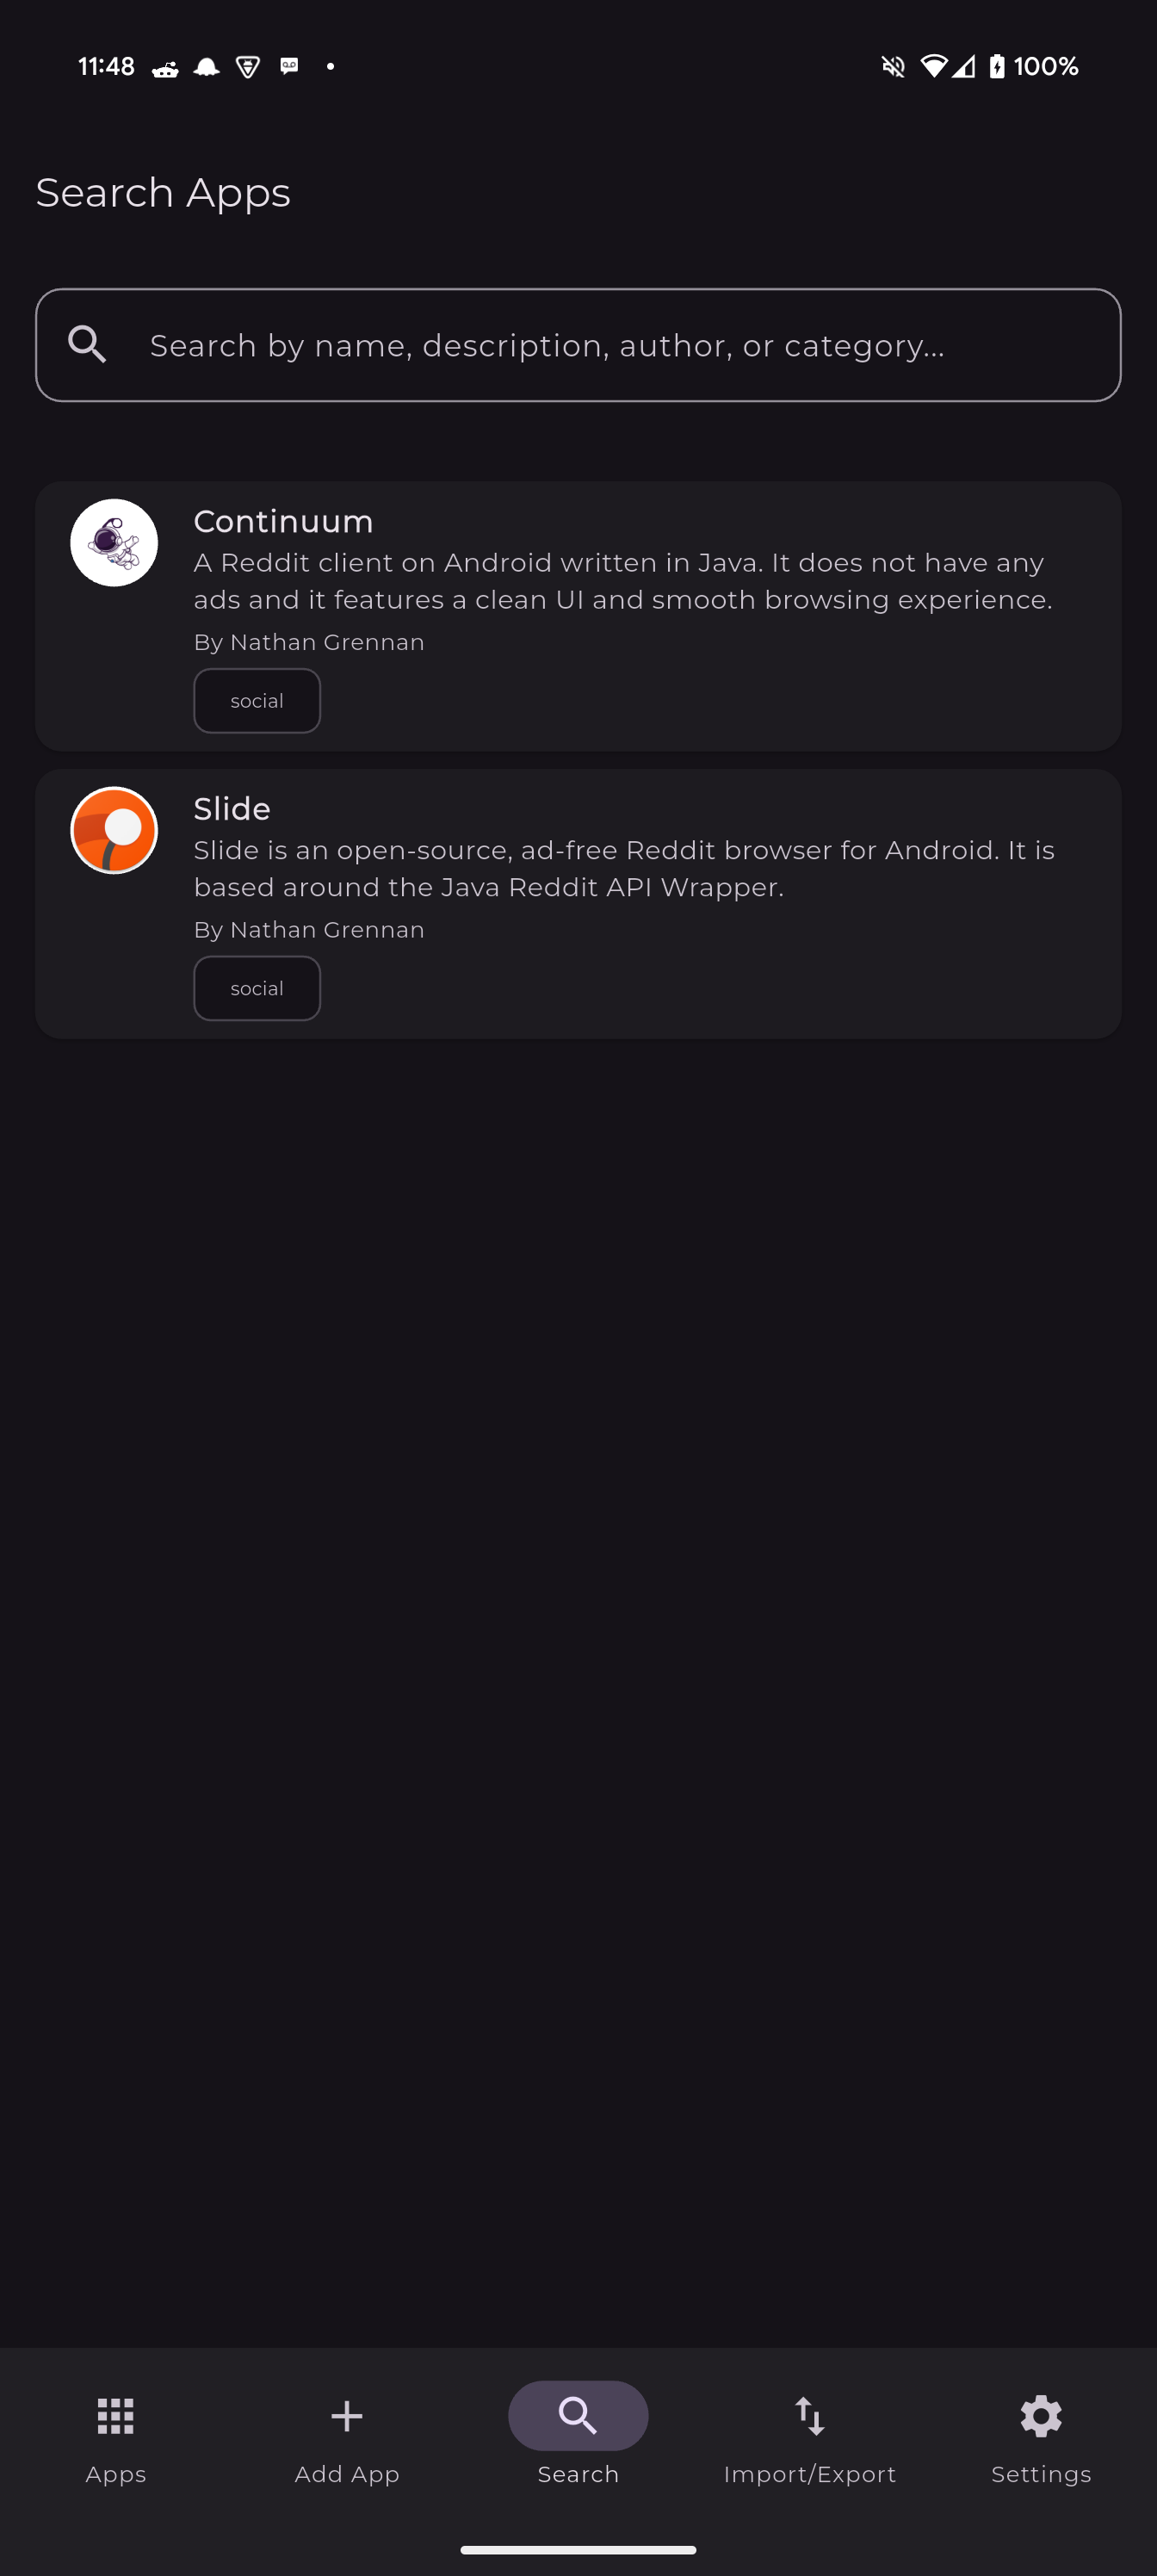 11:48
100%
Search Apps
Search by name, description, author, or category...
Continuum
A Reddit client on Android written in Java. It does not have any
ads and it features a clean UI and smooth browsing experience.
By Nathan Grennan
social
Slide
Slide is an open-source, ad-free Reddit browser for Android. It is
based around the Java Reddit API Wrapper.
By Nathan Grennan
social
Apps
Add App
Search
Import/Export
Settings